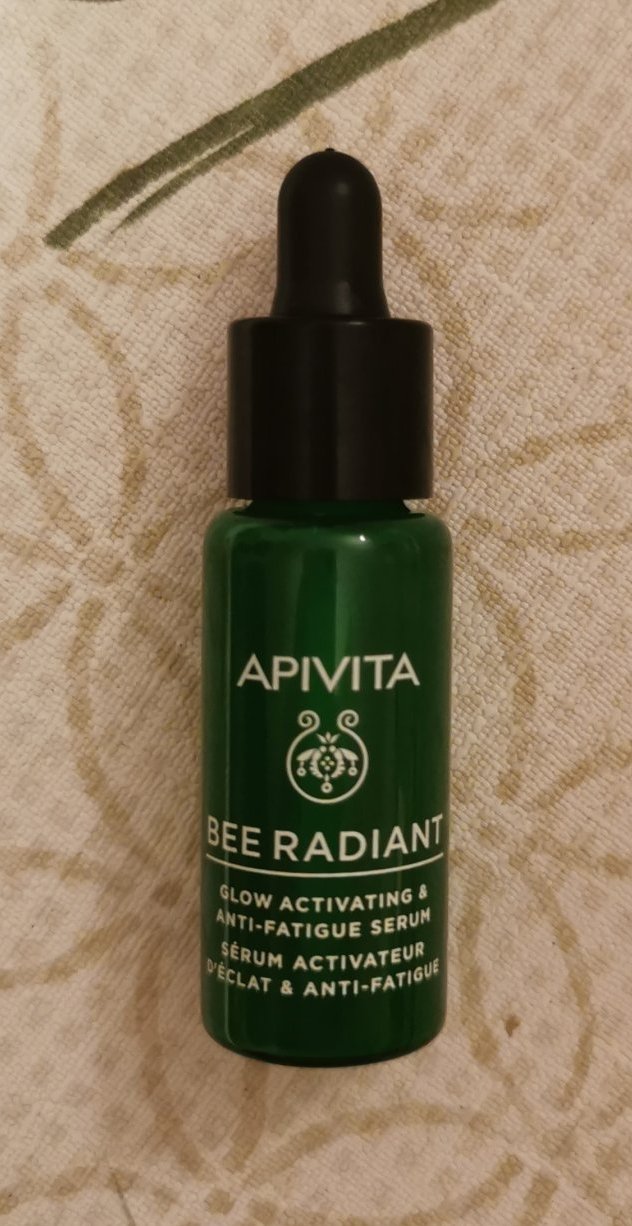 APIVITA
BEE RADIANT
GLOW ACTIVATING &
ANTI-FATIGUE SERUM
SÉRUM ACTIVATEUR
D'ÉCLAT & ANTI-FATIGUE